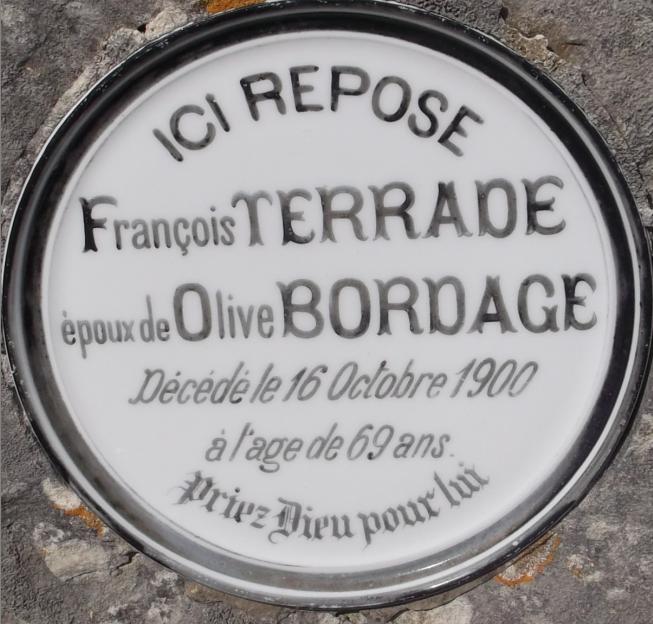 ICI REPOSE
François TERRADE
époux de Olive BORDAGE
Décédé le 16 Octobre 1900
à l'age de 69 ans.
Priez Dieu pour lui